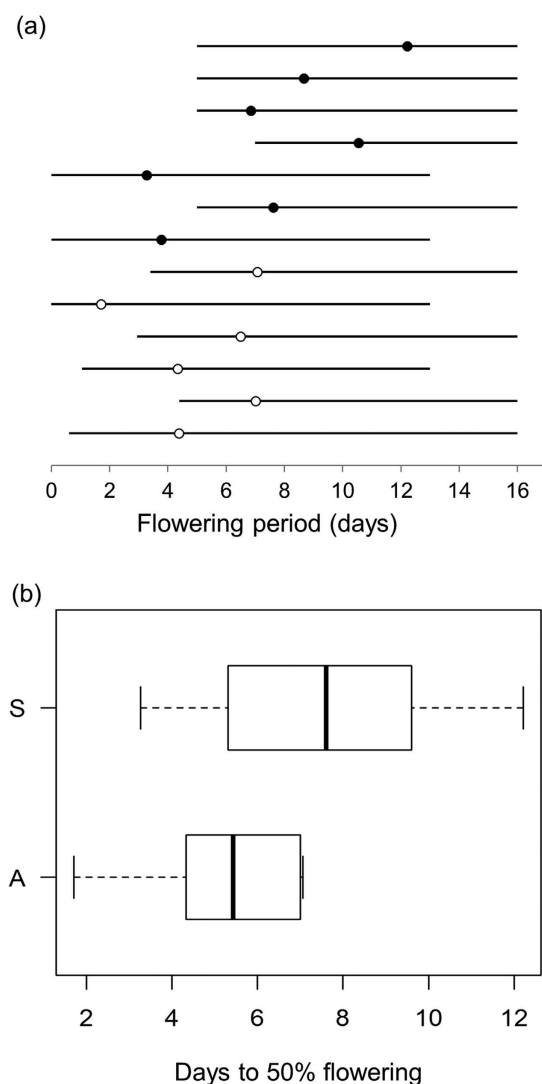 (a)
0 2 4 6 8 10 12 14 16
Flowering period (days)
(b)
S
A
2 4 6 8 10 12
Days to 50% flowering